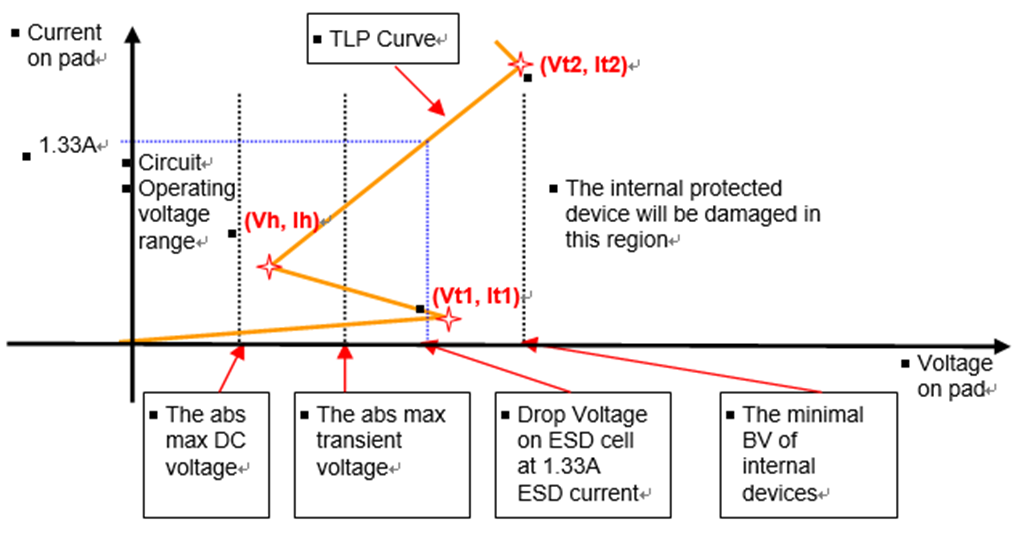 Current
on pad
TLP Curve
(Vt2, It2)
1.33A
Circuit
Operating
voltage
range
(Vh, Ih)
The internal protected
device will be damaged in
this region
(Vt1, It1)
Voltage
on pad
The abs
max DC
voltage
The abs max
transient
voltage
Drop Voltage
on ESD cell
at 1.33A
ESD current
The minimal
BV of
internal
devices